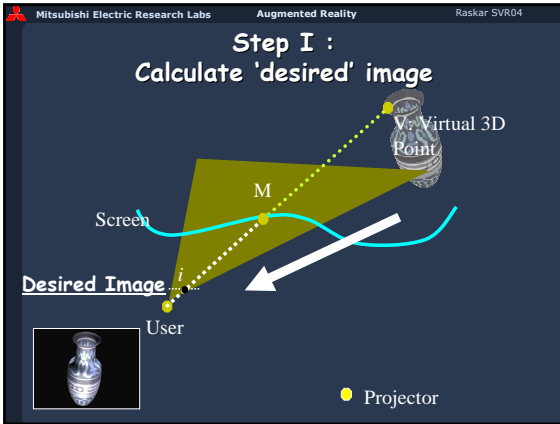 Mitsubishi Electric Research Labs Augmented Reality Raskar SVR04
Step I :
Calculate ‘desired’ image
V: Virtual 3D
Point
M
Screen
i
Desired Image
User
Projector